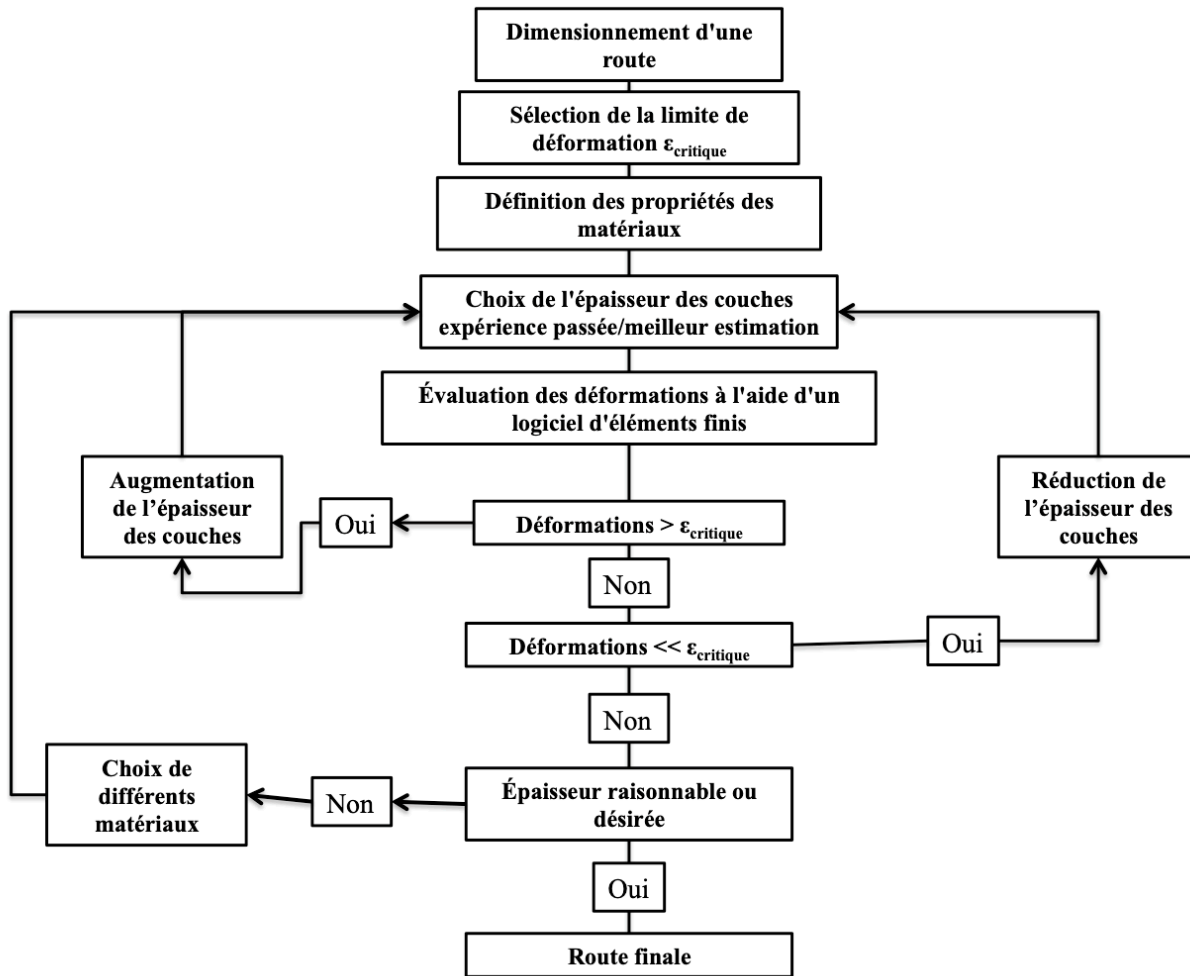 Dimensionnement d'une
route
Sélection de la limite de
déformation εcritique
Définition des propriétés des
matériaux
Choix de l'épaisseur des couches
expérience passée/meilleur estimation
Évaluation des déformations à l'aide d'un
logiciel d'éléments finis
Augmentation
de l’épaisseur
des couches
Oui
Déformations > εcritique
Réduction de
l’épaisseur des
couches
Non
Déformations << εcritique
Oui
Non
Choix de
différents
matériaux
Non
Épaisseur raisonnable ou
désirée
Oui
Route finale